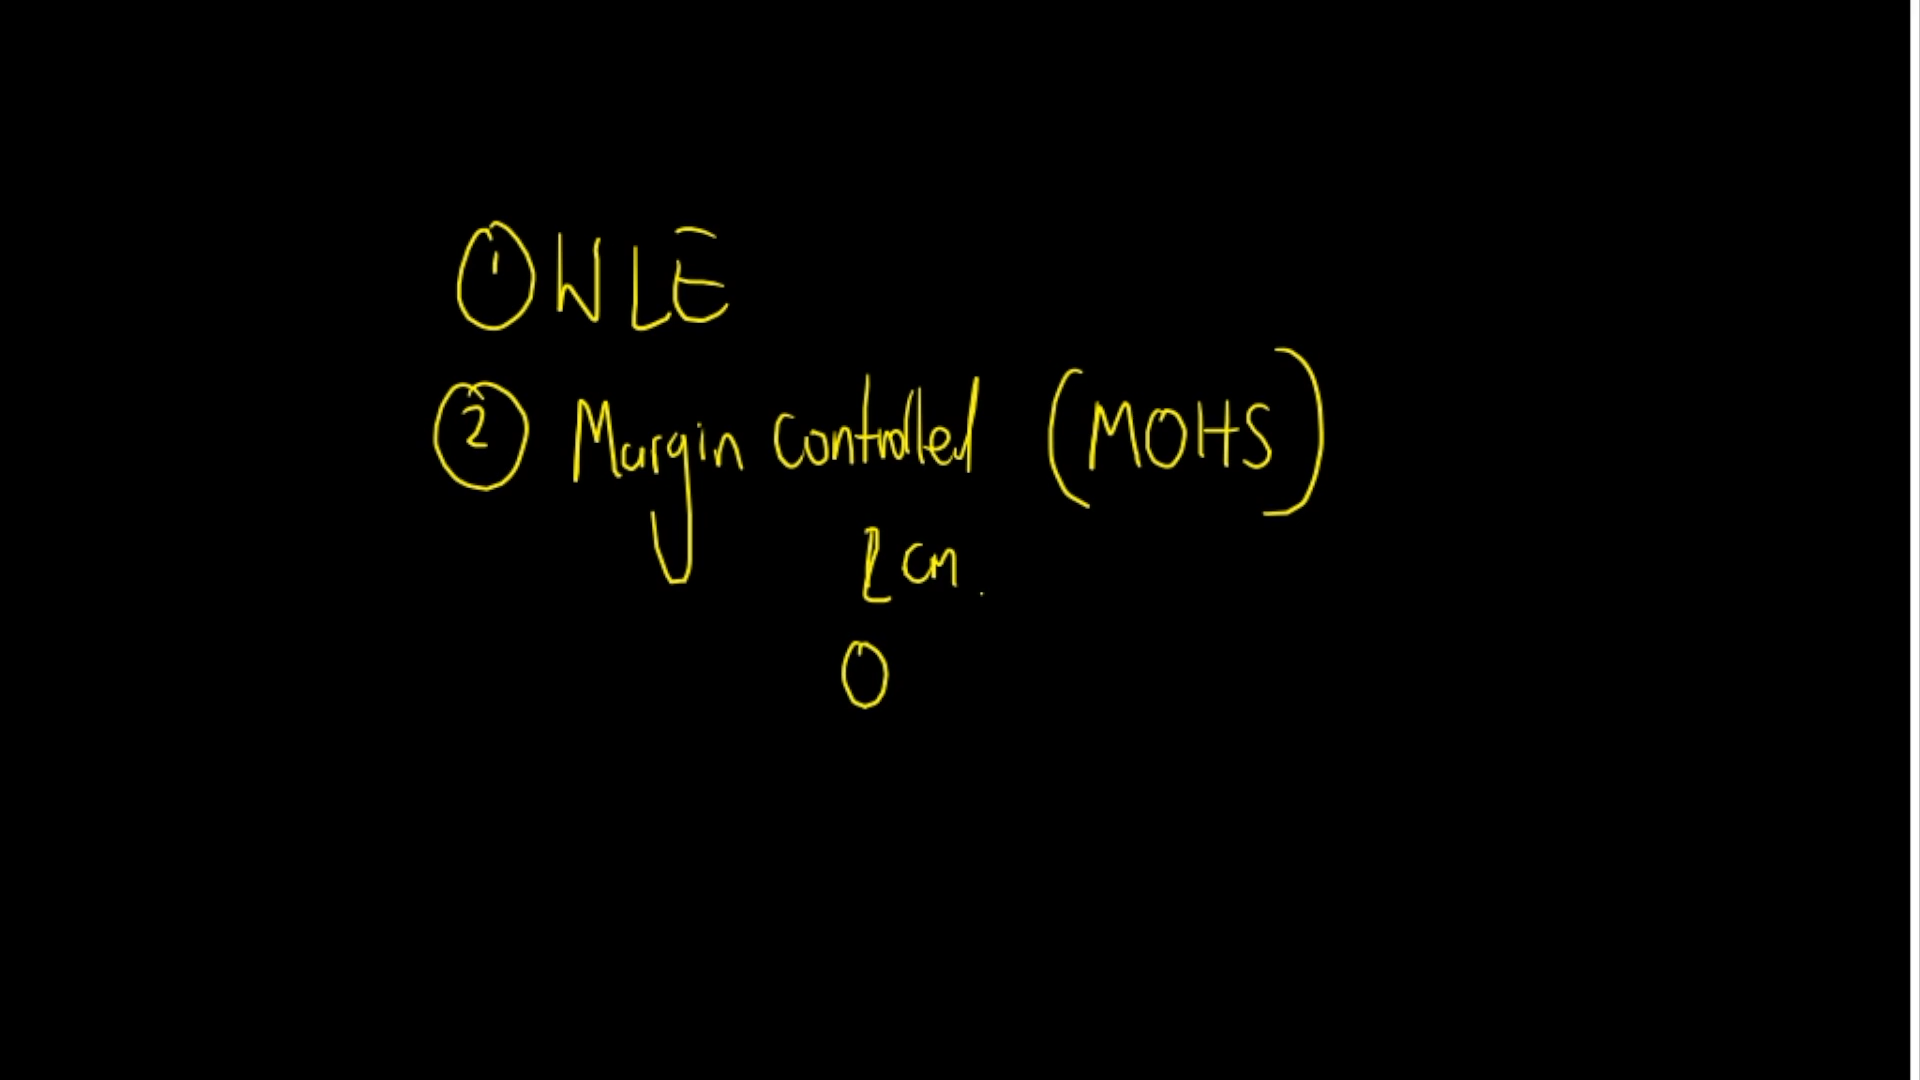 ① WLE
② Margin controlled (MOHS)
2cm.
O